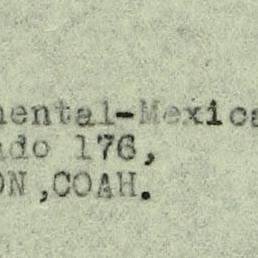 nental-Mexica
ado 176,
ON ,COAH.